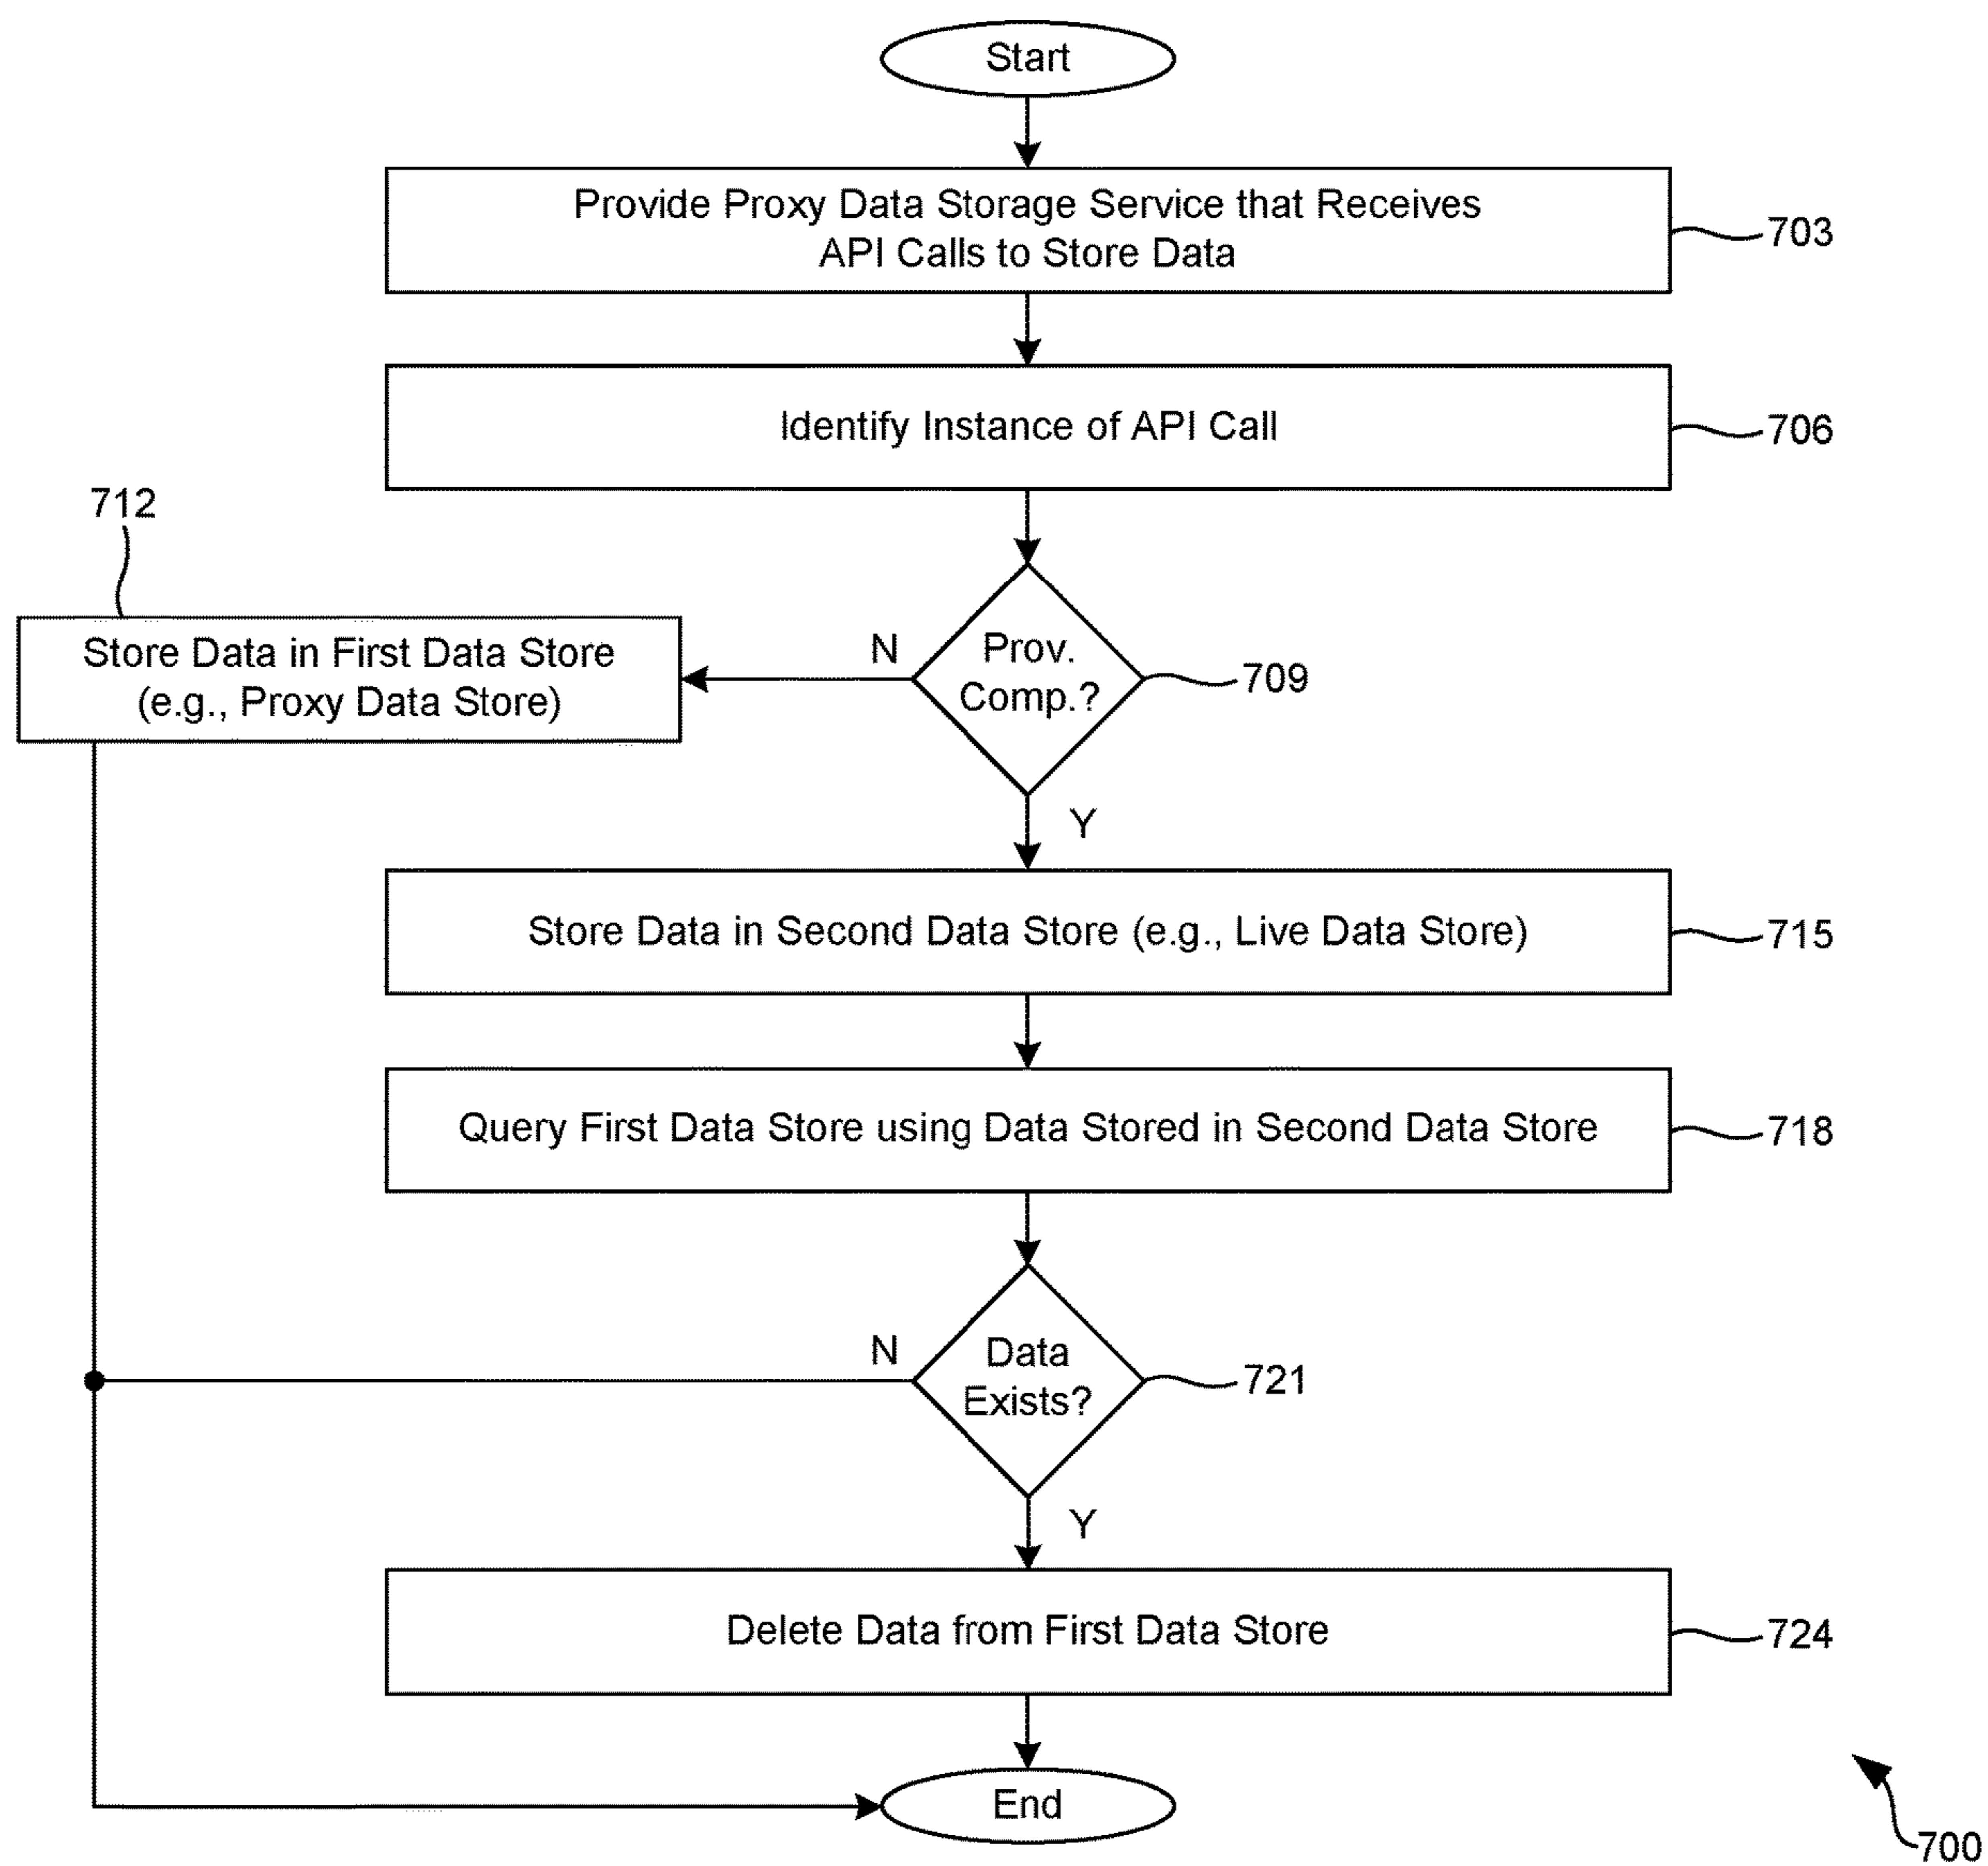 Start
Provide Proxy Data Storage Service that Receives
API Calls to Store Data
703
Identify Instance of API Call
706
712
Store Data in First Data Store
(e.g., Proxy Data Store)
N
Prov.
Comp.?
709
Y
Store Data in Second Data Store (e.g., Live Data Store)
715
Query First Data Store using Data Stored in Second Data Store
718
N
Data
Exists?
721
Y
Delete Data from First Data Store
724
End
700